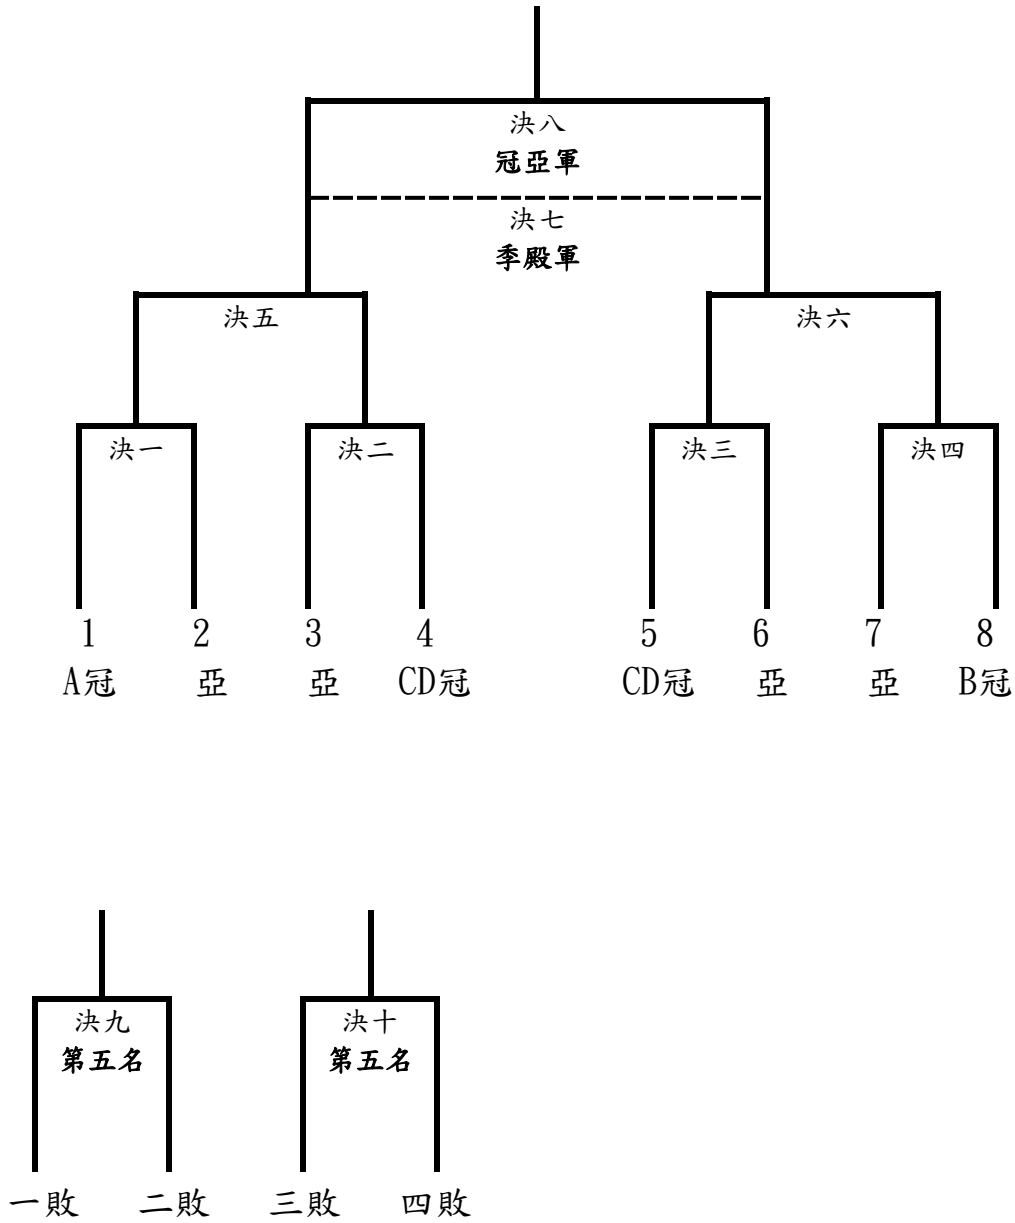 決八
冠亞軍
決七
季殿軍
決五 決六
決一 決二 決三 決四
1 2 3 4 5 6 7 8
A冠 亞 亞 CD冠 CD冠 亞 亞 B冠
決九 決十
第五名 第五名
一敗 二敗 三敗 四敗